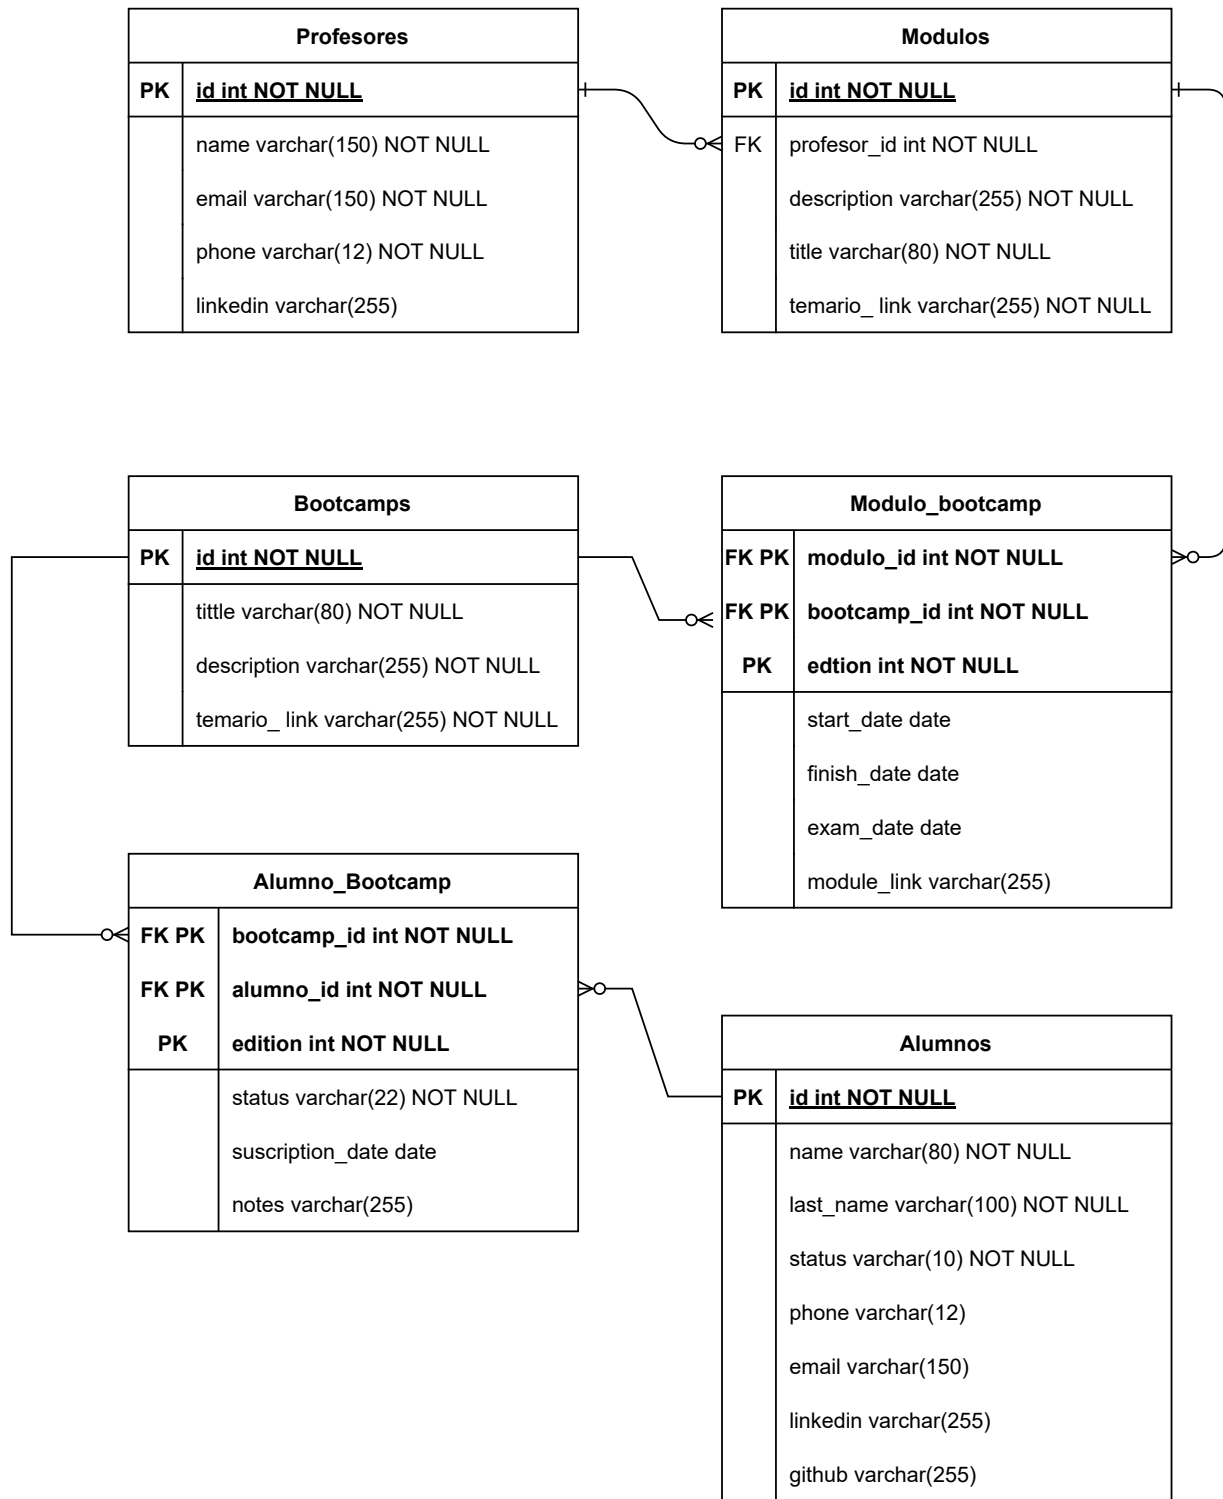 Profesores
PK id int NOT NULL
name varchar(150) NOT NULL
email varchar(150) NOT NULL
phone varchar(12) NOT NULL
linkedin varchar(255)
Modulos
PK id int NOT NULL
FK profesor_id int NOT NULL
description varchar(255) NOT NULL
title varchar(80) NOT NULL
temario_ link varchar(255) NOT NULL
Bootcamps
PK id int NOT NULL
tittle varchar(80) NOT NULL
description varchar(255) NOT NULL
temario_ link varchar(255) NOT NULL
Modulo_bootcamp
FK PK modulo_id int NOT NULL
FK PK bootcamp_id int NOT NULL
PK edtion int NOT NULL
start_date date
finish_date date
exam_date date
module_link varchar(255)
Alumno_Bootcamp
FK PK bootcamp_id int NOT NULL
FK PK alumno_id int NOT NULL
PK edition int NOT NULL
status varchar(22) NOT NULL
suscription_date date
notes varchar(255)
Alumnos
PK id int NOT NULL
name varchar(80) NOT NULL
last_name varchar(100) NOT NULL
status varchar(10) NOT NULL
phone varchar(12)
email varchar(150)
linkedin varchar(255)
github varchar(255)